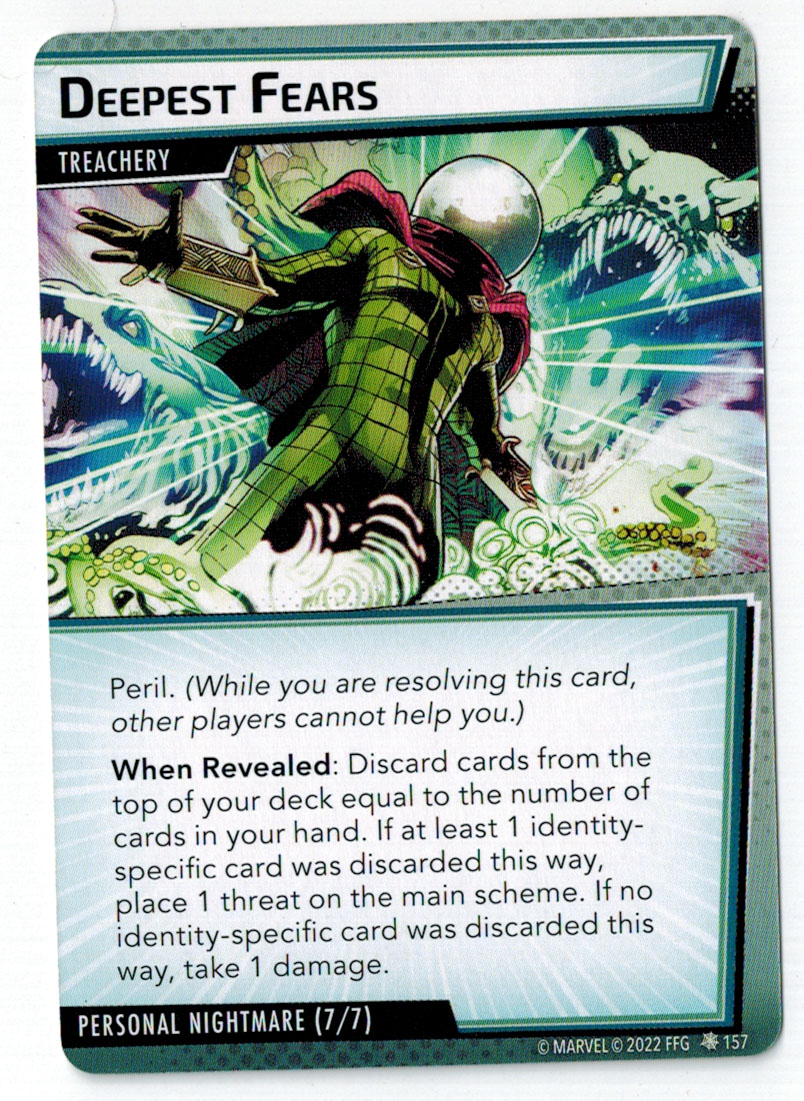 DEEPEST FEARS
TREACHERY
Peril. (While you are resolving this card,
other players cannot help you.)
When Revealed: Discard cards from the
top of your deck equal to the number of
cards in your hand. If at least 1 identity-
specific card was discarded this way,
place 1 threat on the main scheme. If no
identity-specific card was discarded this
way, take 1 damage.
PERSONAL NIGHTMARE (7/7)
© MARVEL © 2022 FFG 157